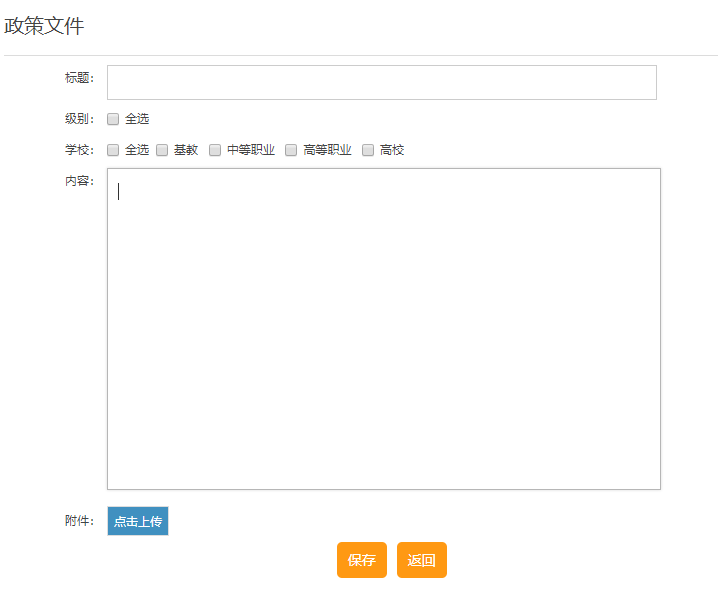 政策文件
标题：
级别： 全选
学校： 全选 基教 中等职业 高等职业 高校
内容：
附件： 点击上传
保存 返回